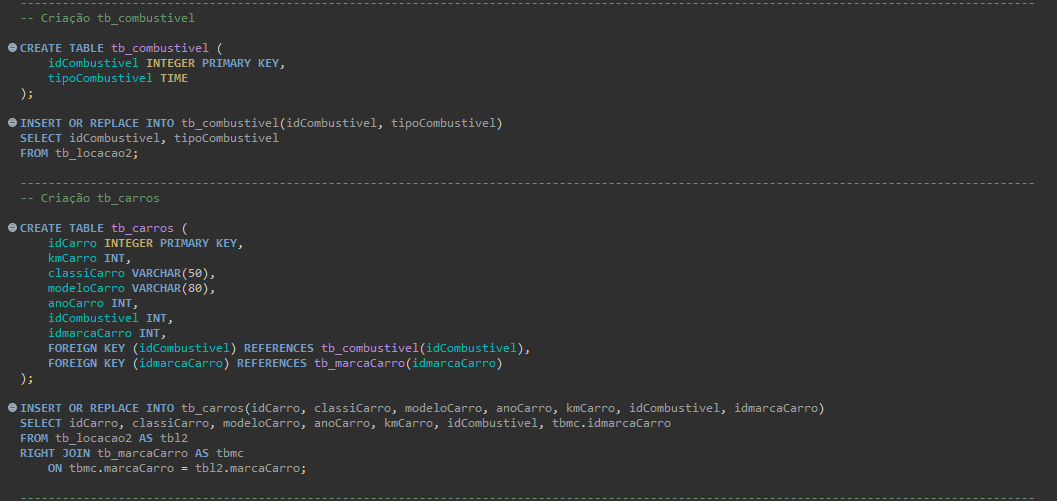 -- Criação tb_combustivel
CREATE TABLE tb_combustivel (
idCombustivel INTEGER PRIMARY KEY,
tipoCombustivel TIME
);
INSERT OR REPLACE INTO tb_combustivel(idCombustivel, tipoCombustivel)
SELECT idCombustivel, tipoCombustivel
FROM tb_locacao2;
-- Criação tb_carros
CREATE TABLE tb_carros (
idCarro INTEGER PRIMARY KEY,
kmCarro INT,
classiCarro VARCHAR(50),
modeloCarro VARCHAR(80),
anoCarro INT,
idCombustivel INT,
idmarcaCarro INT,
FOREIGN KEY (idCombustivel) REFERENCES tb_combustivel(idCombustivel),
FOREIGN KEY (idmarcaCarro) REFERENCES tb_marcaCarro(idmarcaCarro)
);
INSERT OR REPLACE INTO tb_carros(idCarro, classiCarro, modeloCarro, anoCarro, kmCarro, idCombustivel, idmarcaCarro)
SELECT idCarro, classiCarro, modeloCarro, anoCarro, kmCarro, idCombustivel, tbmc.idmarcaCarro
FROM tb_locacao2 AS tbl2
RIGHT JOIN tb_marcaCarro AS tbmc
ON tbmc.marcaCarro = tbl2.marcaCarro;